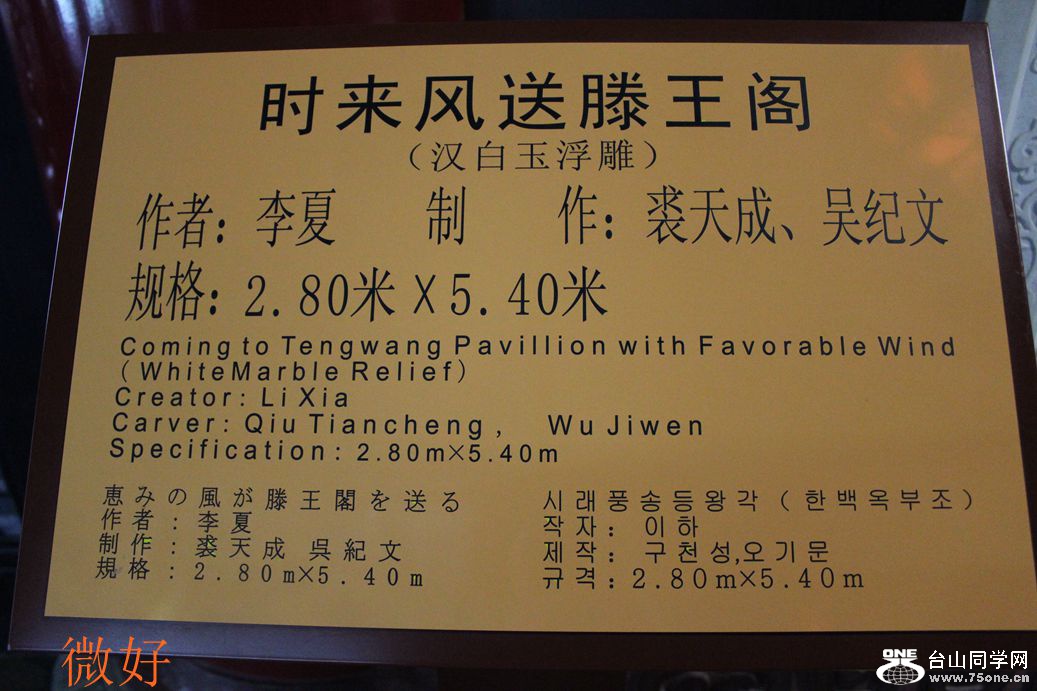 时来风送滕王阁
（汉白玉浮雕）
作者：李夏 制 作：裘天成、吴纪文
规格：2.80米×5.40米
Coming to Tengwang Pavillion with Favorable Wind
(White Marble Relief)
Creator: Li Xia
Carver: Qiu Tiancheng, Wu Jiwen
Specification: 2.80m×5.40m
恵みの風が滕王閣を送る
作者：李夏
制作：裘天成 呉紀文
規格：2.80m×5.40m
시래풍송등왕각（한백옥부조）
작자：이하
제작：구천성,오기문
규격：2.80m×5.40m
微好
ONE 台山同学网
www.75one.cn